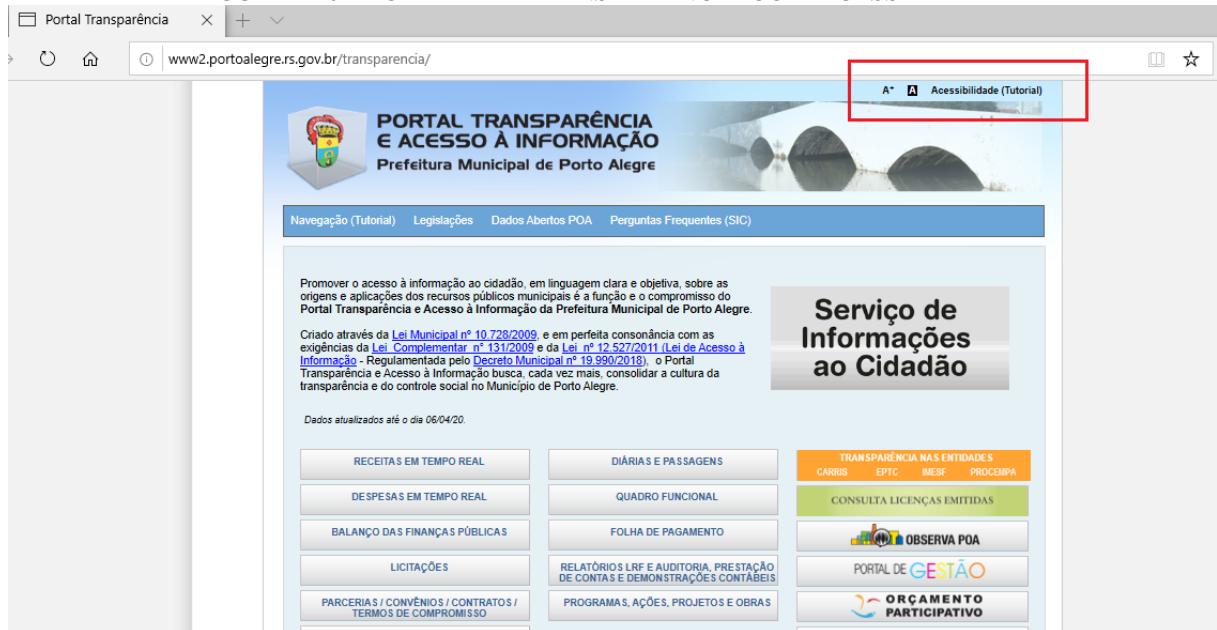 Portal Transparência
www2.portoalegre.rs.gov.br/transparencia/
A+ A Acessibilidade (Tutorial)
PORTAL TRANSPARÊNCIA
E ACESSO À INFORMAÇÃO
Prefeitura Municipal de Porto Alegre
Navegação (Tutorial) Legislações Dados Abertos POA Perguntas Frequentes (SIC)
Promover o acesso à informação ao cidadão, em linguagem clara e objetiva, sobre as
origens e aplicações dos recursos públicos municipais é a função e o compromisso do
Portal Transparência e Acesso à Informação da Prefeitura Municipal de Porto Alegre.
Criado através da Lei Municipal nº 10.728/2009, e em perfeita consonância com as
exigências da Lei Complementar nº 131/2009 e da Lei nº 12.527/2011 (Lei de Acesso à
Informação - Regulamentada pelo Decreto Municipal nº 19.990/2018), o Portal
Transparência e Acesso à Informação busca, cada vez mais, consolidar a cultura da
transparência e do controle social no Município de Porto Alegre.
Serviço de
Informações
ao Cidadão
Dados atualizados até o dia 06/04/20.
RECEITAS EM TEMPO REAL
DIÁRIAS E PASSAGENS
TRANSPARÊNCIA NAS ENTIDADES
CARRIS EPTC IMESF PROCEMPA
DESPESAS EM TEMPO REAL
QUADRO FUNCIONAL
CONSULTA LICENÇAS EMITIDAS
BALANÇO DAS FINANÇAS PÚBLICAS
FOLHA DE PAGAMENTO
OBSERVA POA
LICITAÇÕES
RELATÓRIOS LRF E AUDITORIA, PRESTAÇÃO
DE CONTAS E DEMONSTRAÇÕES CONTÁBEIS
PORTAL DE GESTÃO
PARCERIAS / CONVÊNIOS / CONTRATOS /
TERMOS DE COMPROMISSO
PROGRAMAS, AÇÕES, PROJETOS E OBRAS
ORÇAMENTO
PARTICIPATIVO